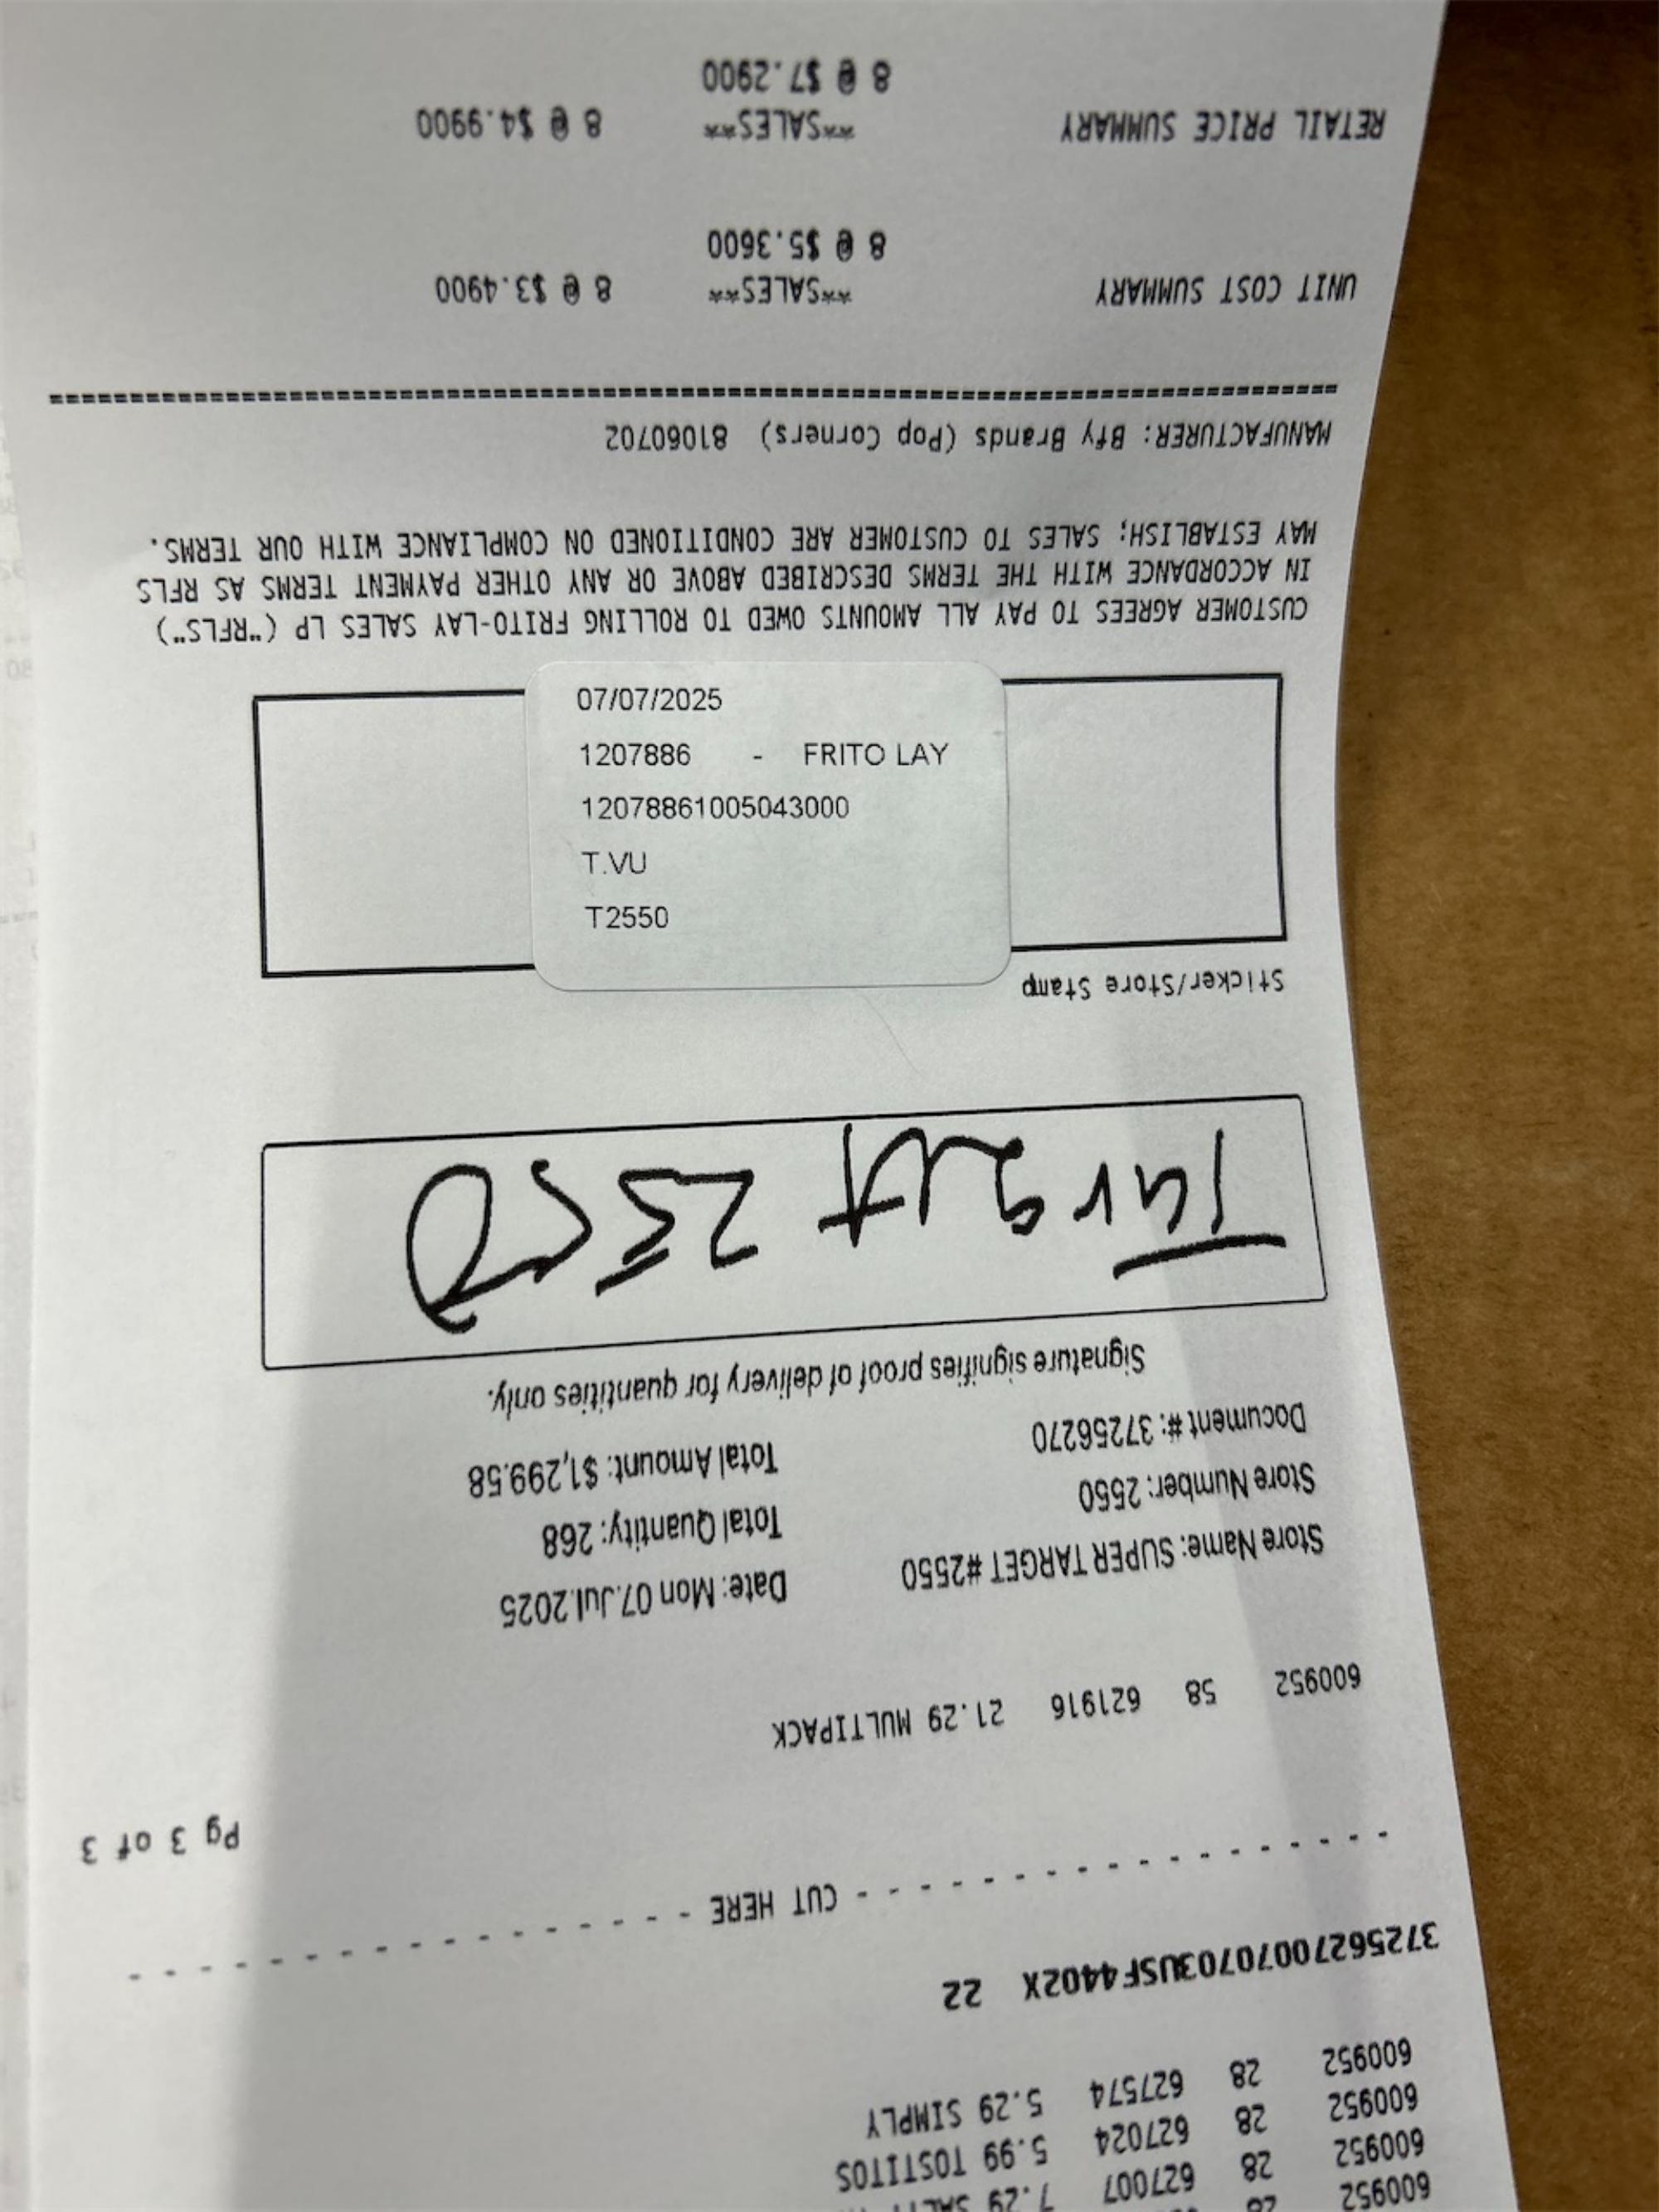 600952 28
600952 28 627007 7.29
600952 28 627024 5.99 TOSTITOS
600952 28 627574 5.29 SIMPLY
37256270070703USF4402X 22
CUT HERE
Pg 3 of 3
600952 58 621916 21.29 MULTIPACK
Store Name: SUPER TARGET #2550 Date: Mon 07.Jul.2025
Store Number: 2550 Total Quantity: 268
Document #: 37256270 Total Amount: $1,299.58
Signature signifies proof of delivery for quantities only.
Target 2550
Sticker/Store Stamp
07/07/2025
1207886 - FRITO LAY
12078861005043000
T.VU
T2550
CUSTOMER AGREES TO PAY ALL AMOUNTS OWED TO ROLLING FRITO-LAY SALES LP ("RFLS")
IN ACCORDANCE WITH THE TERMS DESCRIBED ABOVE OR ANY OTHER PAYMENT TERMS AS RFLS
MAY ESTABLISH; SALES TO CUSTOMER ARE CONDITIONED ON COMPLIANCE WITH OUR TERMS.
MANUFACTURER: Bfy Brands (Pop Corners) 81060702
UNIT COST SUMMARY **SALES** 8 @ $3.4900
8 @ $5.3600
RETAIL PRICE SUMMARY **SALES** 8 @ $4.9900
8 @ $7.2900